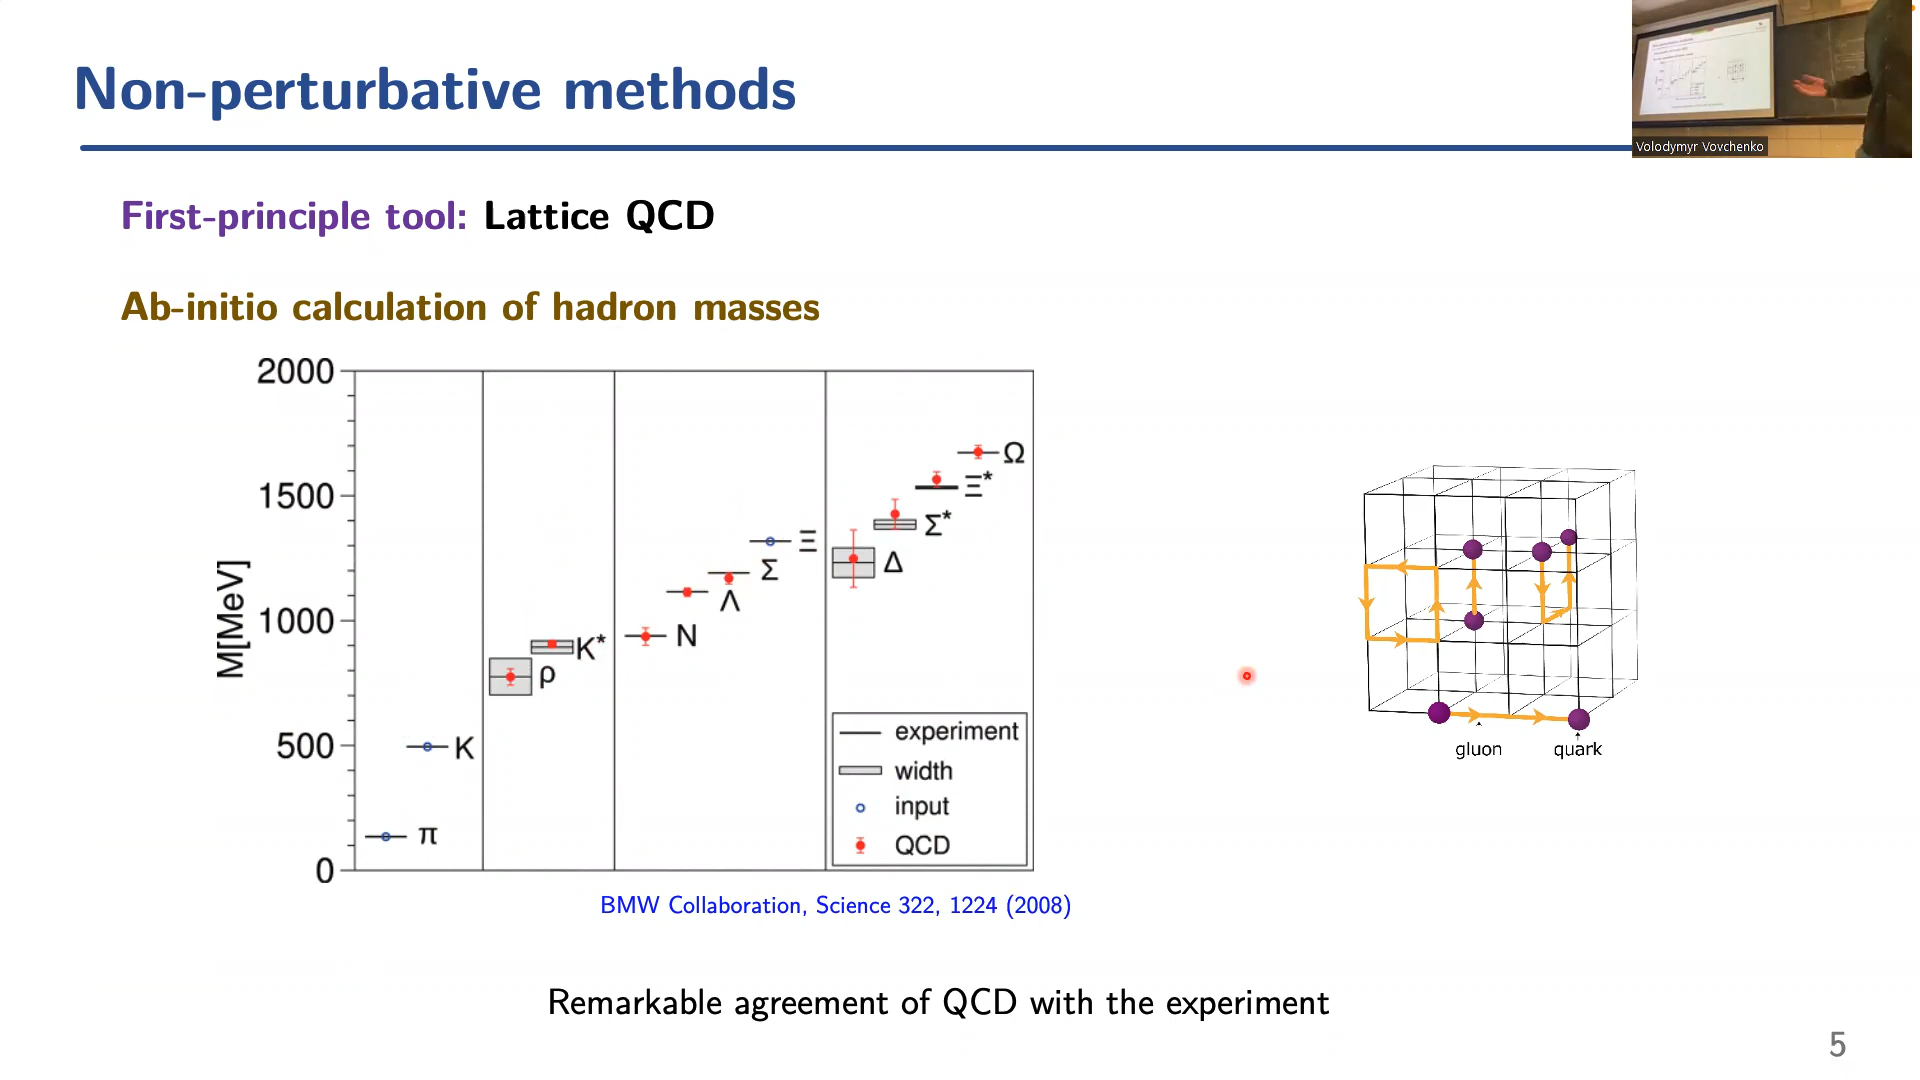 Non-perturbative methods
Volodymyr Vovchenko
First-principle tool: Lattice QCD
Ab-initio calculation of hadron masses
2000
1500
1000
500
0
M[MeV]
π
K
ρ
K*
N
Λ
Σ
Ξ
Δ
Σ*
Ξ*
Ω
experiment
width
input
QCD
gluon
quark
BMW Collaboration, Science 322, 1224 (2008)
Remarkable agreement of QCD with the experiment
5